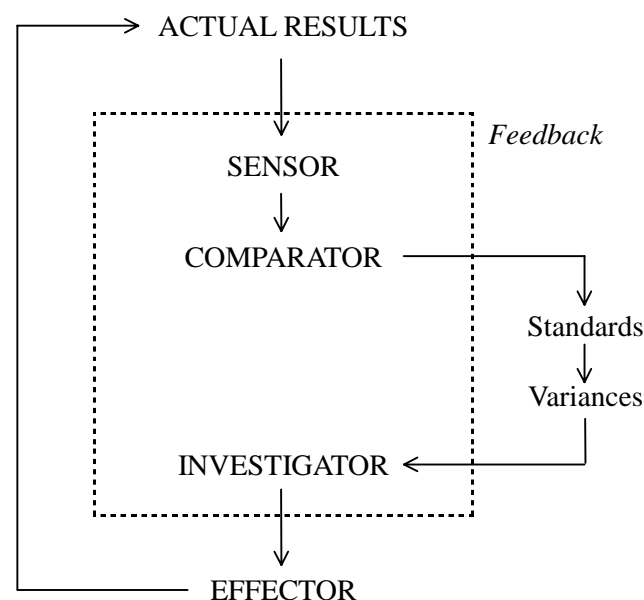 ACTUAL RESULTS
Feedback
SENSOR
COMPARATOR
Standards
Variances
INVESTIGATOR
EFFECTOR